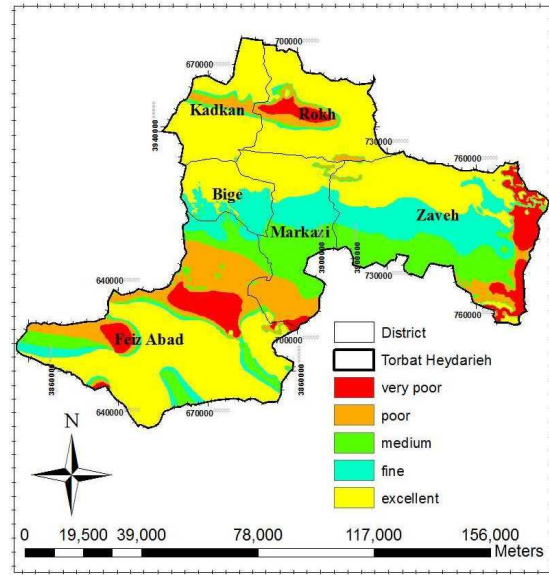 700000
670000
Kadkan
Rokh
3940000
730000
760000
Bige
Zaveh
Markazi
3900000
730000
640000
760000
Feiz Abad
700000
3860000
3860000
640000
670000
District
Torbat Heydarieh
very poor
poor
medium
fine
excellent
N
0 19,500 39,000 78,000 117,000 156,000
Meters